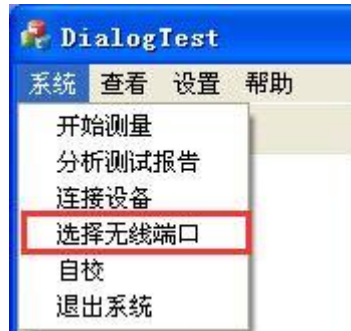 DialogTest
系统 查看 设置 帮助
开始测量
分析测试报告
连接设备
选择无线端口
自校
退出系统